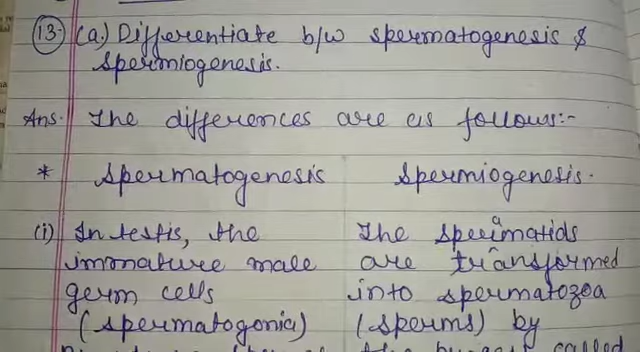 13. (a.) Differentiate b/w spermatogenesis &
spermiogenesis.
Ans. The differences are as follows:-
* Spermatogenesis Spermiogenesis.
(i) In testis, the The spermatids
immature male are transformed
germ cells into spermatozoa
(spermatogonia) (sperms) by
called